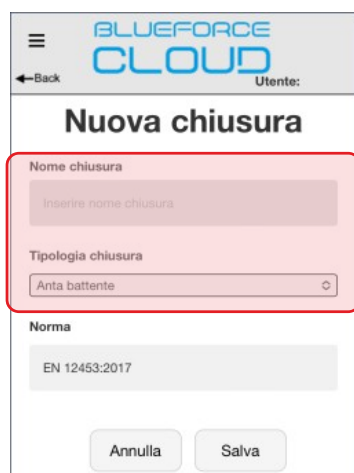 BLUEFORCE
CLOUD
Back
Utente:
Nuova chiusura
Nome chiusura
Inserire nome chiusura
Tipologia chiusura
Anta battente
Norma
EN 12453:2017
Annulla Salva